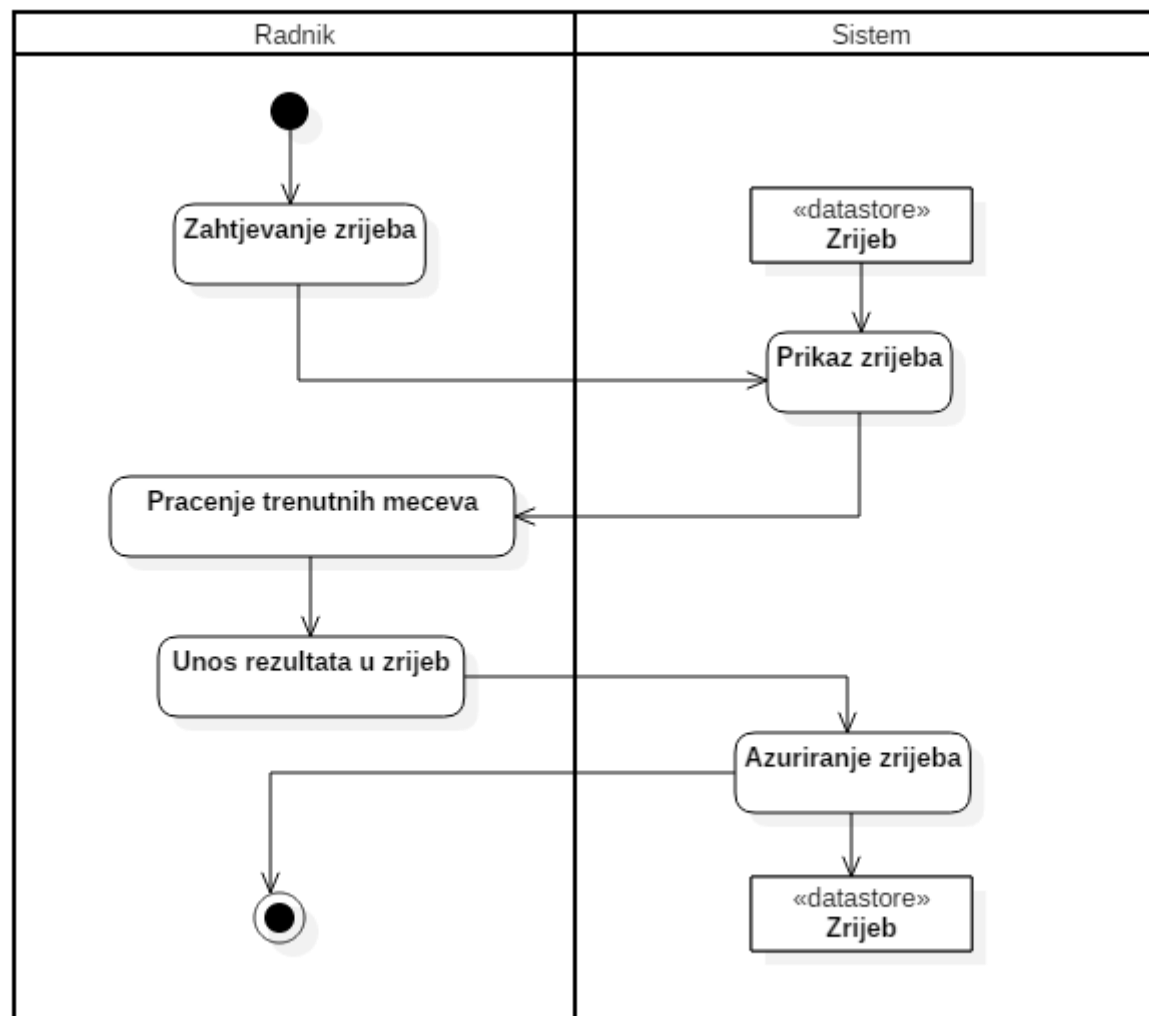 Radnik
Sistem
Zahtjevanje zrijeba
«datastore»
Zrijeb
Prikaz zrijeba
Pracenje trenutnih meceva
Unos rezultata u zrijeb
Azuriranje zrijeba
«datastore»
Zrijeb